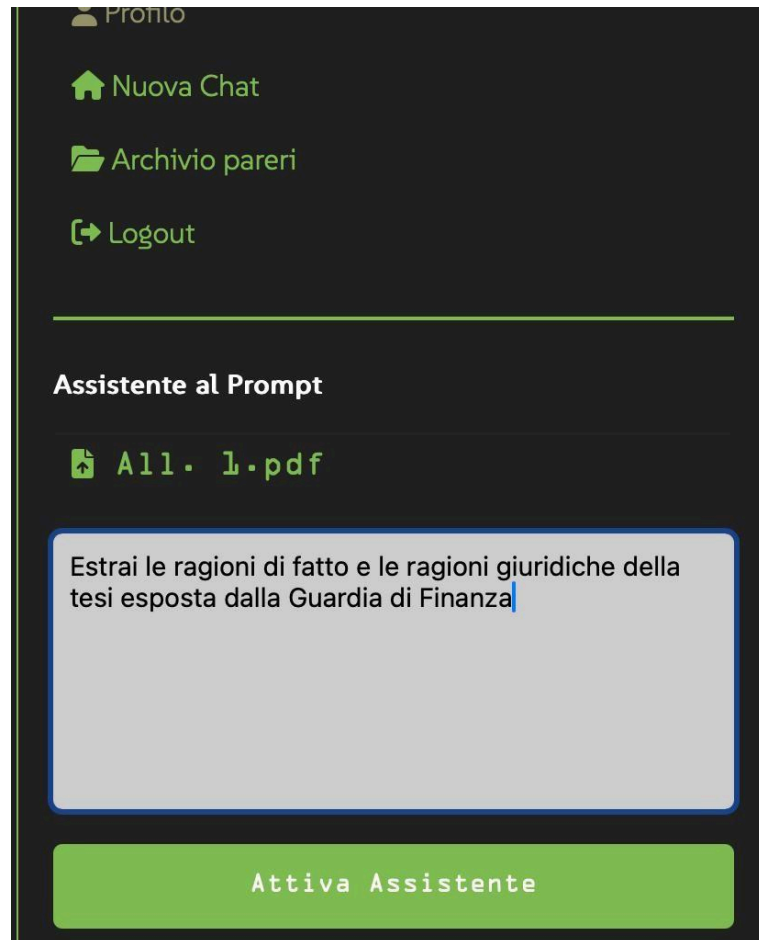 Profilo
Nuova Chat
Archivio pareri
Logout
Assistente al Prompt
All. 1.pdf
Estrai le ragioni di fatto e le ragioni giuridiche della
tesi esposta dalla Guardia di Finanza
Attiva Assistente